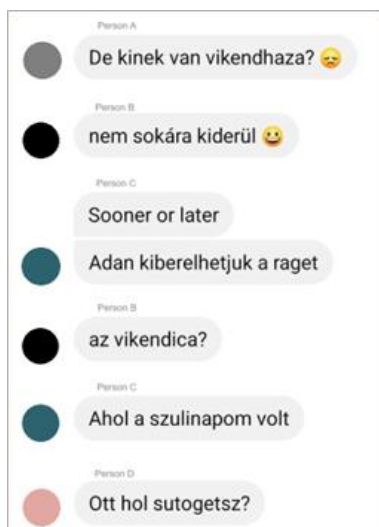 Person A
De kinek van vikendhaza? 😞
Person B
nem sokára kiderül 😀
Person C
Sooner or later
Adan kiberelhetjuk a raget
Person B
az vikendica?
Person C
Ahol a szulinapom volt
Person D
Ott hol sutogetsz?